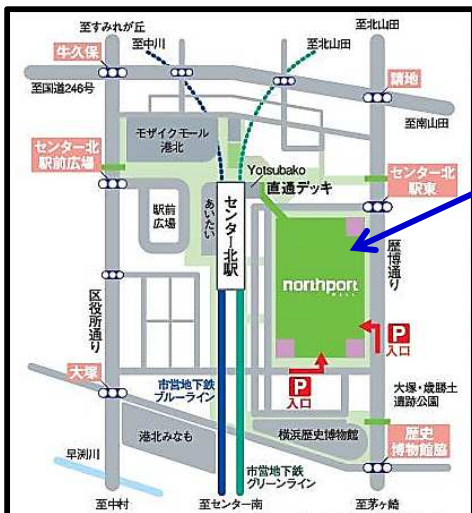 至すみれが丘
至中川
至北山田
至北山田
牛久保
至国道246号
請地
至南山田
モザイクモール
港北
センター北
駅前広場
Yotsubako
直通デッキ
センター北
駅東
あいたい
センター北駅
駅前
広場
northport
MALL
歴博通り
区役所通り
P
入口
P
入口
大塚
市営地下鉄
ブルーライン
大塚・歳勝土
遺跡公園
港北みなも
横浜歴史博物館
歴史
博物館脇
早渕川
市営地下鉄
グリーンライン
至中村
至センター南
至茅ヶ崎